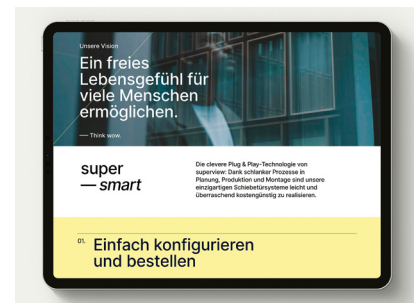 Unsere Vision
Ein freies
Lebensgefühl für
viele Menschen
ermöglichen.
— Think wow.
super
— smart
Die clevere Plug & Play-Technologie von
superview: Dank schlanker Prozesse in
Planung, Produktion und Montage sind unsere
einzigartigen Schiebetürsysteme leicht und
überraschend kostengünstig zu realisieren.
01. Einfach konfigurieren
und bestellen